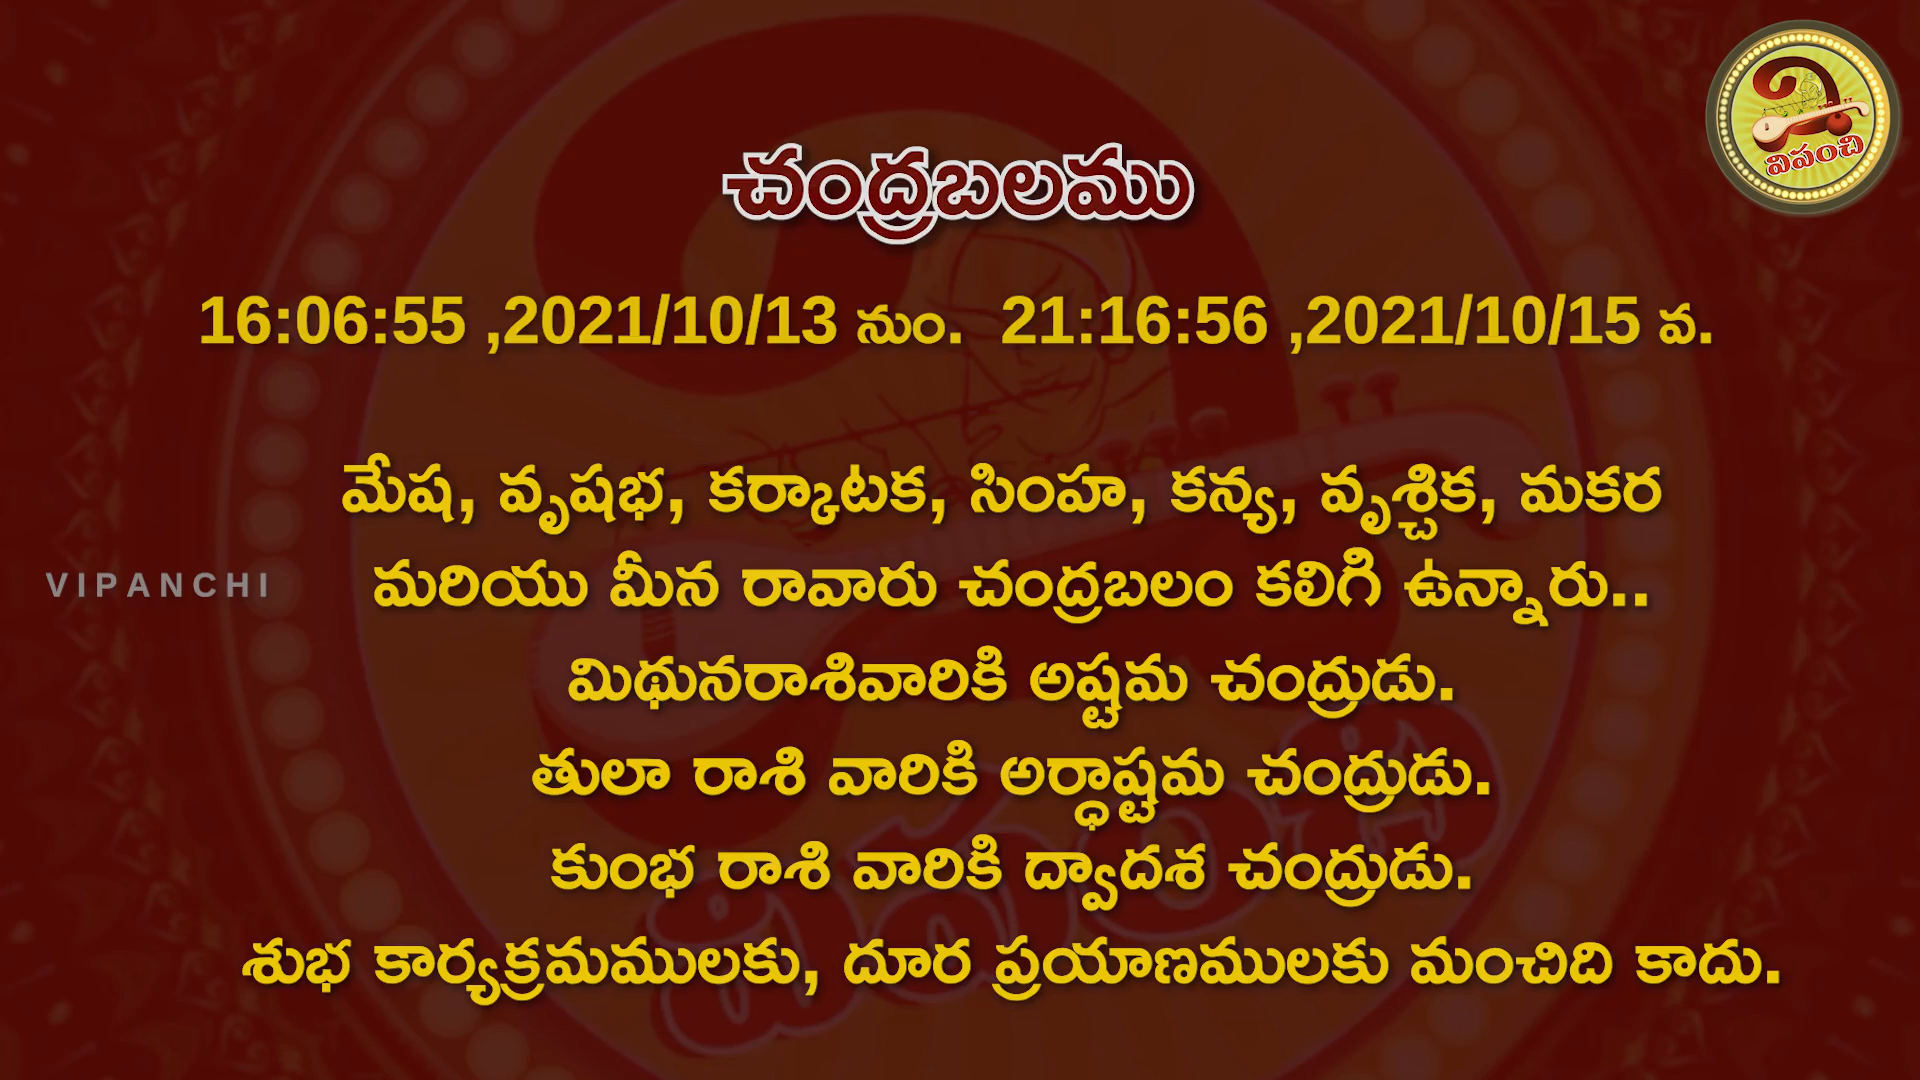 విపంచి
చంద్రబలము
16:06:55 ,2021/10/13 నుం. 21:16:56 ,2021/10/15 వ.
మేష, వృషభ, కర్కాటక, సింహ, కన్య, వృశ్చిక, మకర
మరియు మీన రావారు చంద్రబలం కలిగి ఉన్నారు..
VIPANCHI
మిథునరాశివారికి అష్టమ చంద్రుడు.
తులా రాశి వారికి అర్ధాష్టమ చంద్రుడు.
కుంభ రాశి వారికి ద్వాదశ చంద్రుడు.
శుభ కార్యక్రమములకు, దూర ప్రయాణములకు మంచిది కాదు.